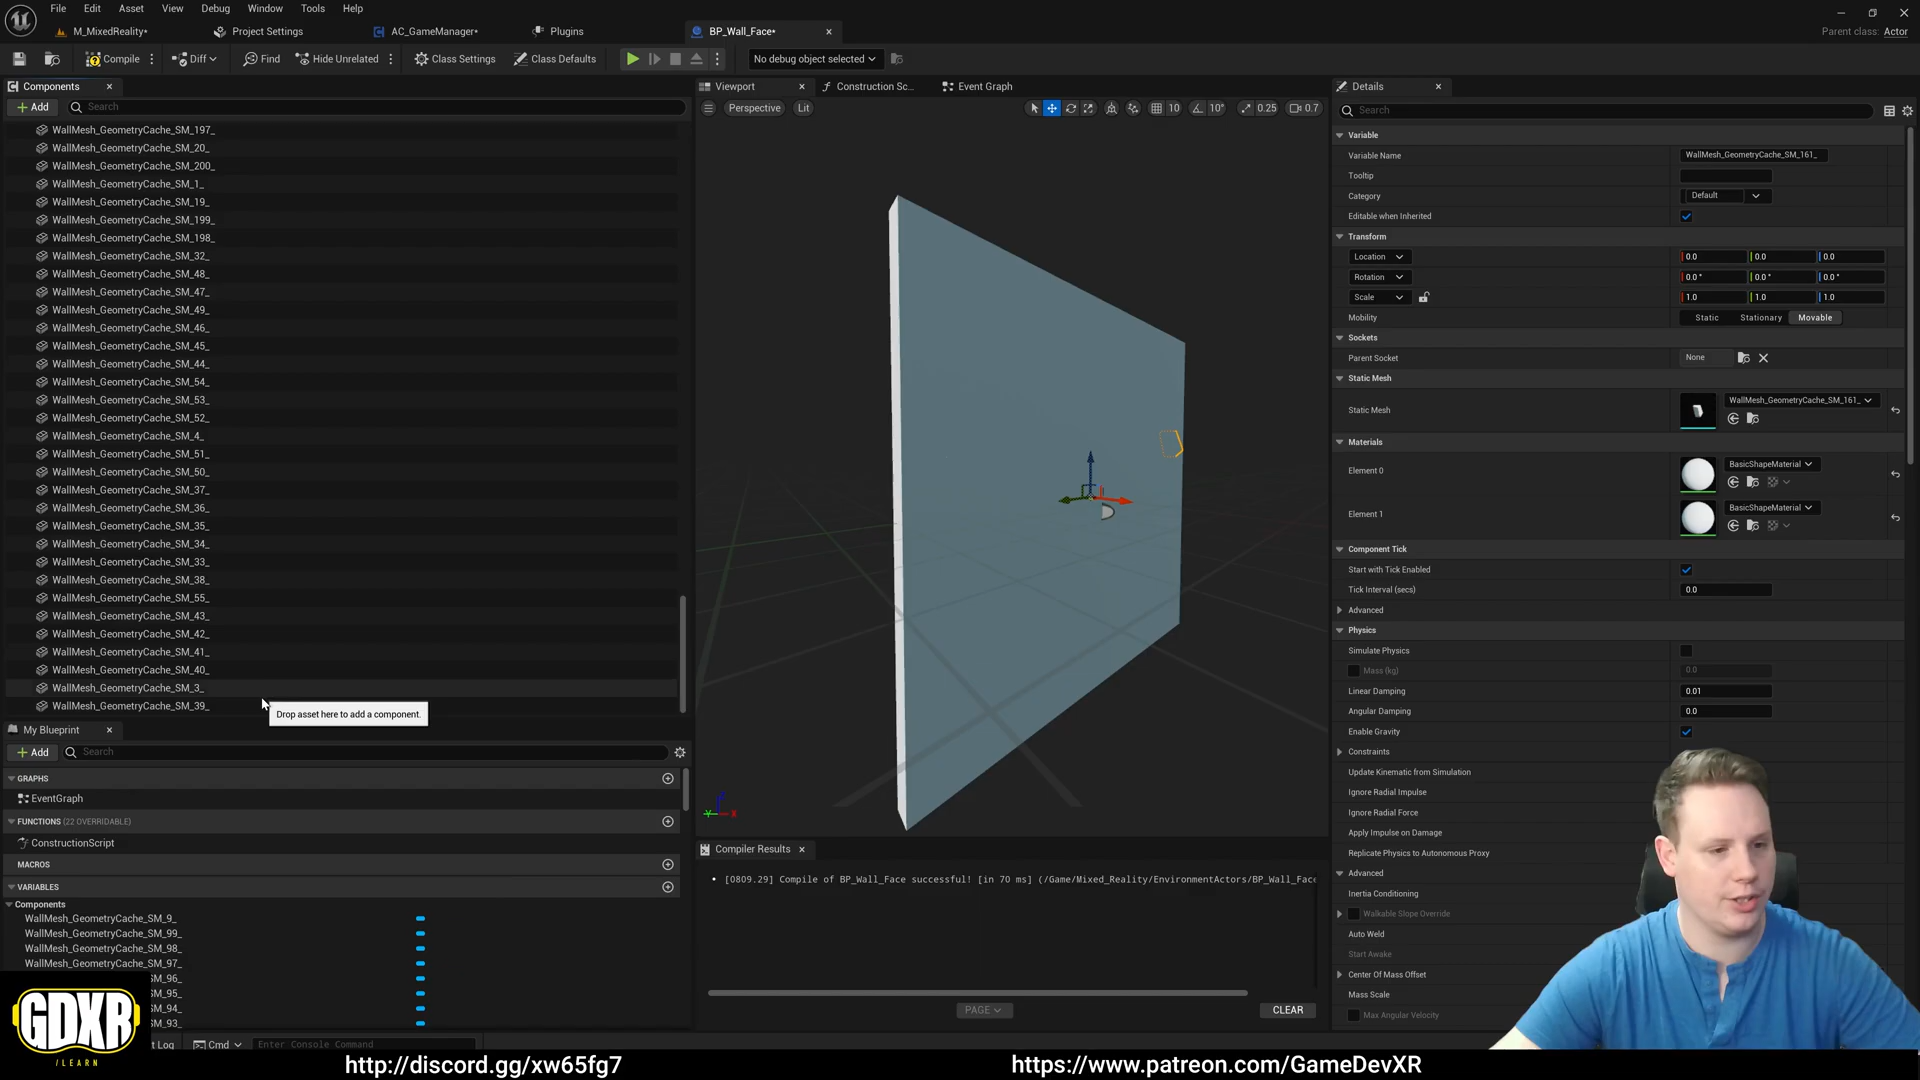 File Edit Asset View Debug Window Tools Help
M_MixedReality* Project Settings AC_GameManager* Plugins BP_Wall_Face* Parent class: Actor
Compile Diff Find Hide Unrelated Class Settings Class Defaults No debug object selected
Components
Add Search
WallMesh_GeometryCache_SM_197_
WallMesh_GeometryCache_SM_20_
WallMesh_GeometryCache_SM_200_
WallMesh_GeometryCache_SM_1_
WallMesh_GeometryCache_SM_19_
WallMesh_GeometryCache_SM_199_
WallMesh_GeometryCache_SM_198_
WallMesh_GeometryCache_SM_32_
WallMesh_GeometryCache_SM_48_
WallMesh_GeometryCache_SM_47_
WallMesh_GeometryCache_SM_49_
WallMesh_GeometryCache_SM_46_
WallMesh_GeometryCache_SM_45_
WallMesh_GeometryCache_SM_44_
WallMesh_GeometryCache_SM_54_
WallMesh_GeometryCache_SM_53_
WallMesh_GeometryCache_SM_52_
WallMesh_GeometryCache_SM_4_
WallMesh_GeometryCache_SM_51_
WallMesh_GeometryCache_SM_50_
WallMesh_GeometryCache_SM_37_
WallMesh_GeometryCache_SM_36_
WallMesh_GeometryCache_SM_35_
WallMesh_GeometryCache_SM_34_
WallMesh_GeometryCache_SM_33_
WallMesh_GeometryCache_SM_38_
WallMesh_GeometryCache_SM_55_
WallMesh_GeometryCache_SM_43_
WallMesh_GeometryCache_SM_42_
WallMesh_GeometryCache_SM_41_
WallMesh_GeometryCache_SM_40_
WallMesh_GeometryCache_SM_3_
WallMesh_GeometryCache_SM_39_
Drop asset here to add a component.
My Blueprint
Add Search
GRAPHS
EventGraph
FUNCTIONS (22 OVERRIDABLE)
ConstructionScript
MACROS
VARIABLES
Components
WallMesh_GeometryCache_SM_9_
WallMesh_GeometryCache_SM_99_
WallMesh_GeometryCache_SM_98_
WallMesh_GeometryCache_SM_97_
SM_96_
SM_95_
SM_94_
SM_93_
GDXR
/LEARN
t Log Cmd Enter Console Command
Viewport Construction Sc... Event Graph
Perspective Lit 10 10° 0.25 0.7
Compiler Results
[0809.29] Compile of BP_Wall_Face successful! [in 70 ms] (/Game/Mixed_Reality/EnvironmentActors/BP_Wall_Face
PAGE CLEAR
Details
Search
Variable
Variable Name WallMesh_GeometryCache_SM_161_
Tooltip
Category Default
Editable when Inherited
Transform
Location 0.0 0.0 0.0
Rotation 0.0° 0.0° 0.0°
Scale 1.0 1.0 1.0
Mobility Static Stationary Movable
Sockets
Parent Socket None
Static Mesh
Static Mesh WallMesh_GeometryCache_SM_161_
Materials
Element 0 BasicShapeMaterial
Element 1 BasicShapeMaterial
Component Tick
Start with Tick Enabled
Tick Interval (secs) 0.0
Advanced
Physics
Simulate Physics
Mass (kg) 0.0
Linear Damping 0.01
Angular Damping 0.0
Enable Gravity
Constraints
Update Kinematic from Simulation
Ignore Radial Impulse
Ignore Radial Force
Apply Impulse on Damage
Replicate Physics to Autonomous Proxy
Advanced
Inertia Conditioning
Walkable Slope Override
Auto Weld
Start Awake
Center Of Mass Offset
Mass Scale
Max Angular Velocity
http://discord.gg/xw65fg7 https://www.patreon.com/GameDevXR